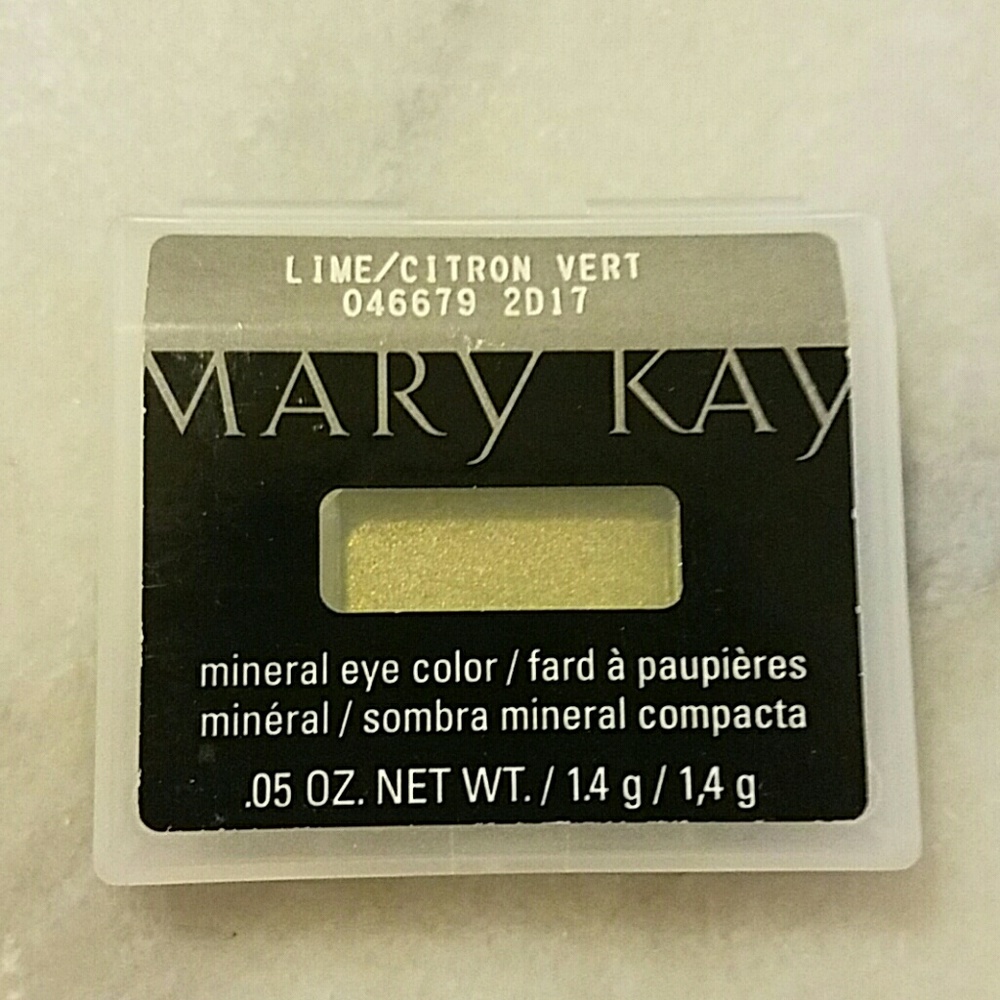 LIME/CITRON VERT
046679 2D17
MARY KAY
mineral eye color / fard à paupières
minéral / sombra mineral compacta
.05 OZ. NET WT. / 1.4 g / 1,4 g